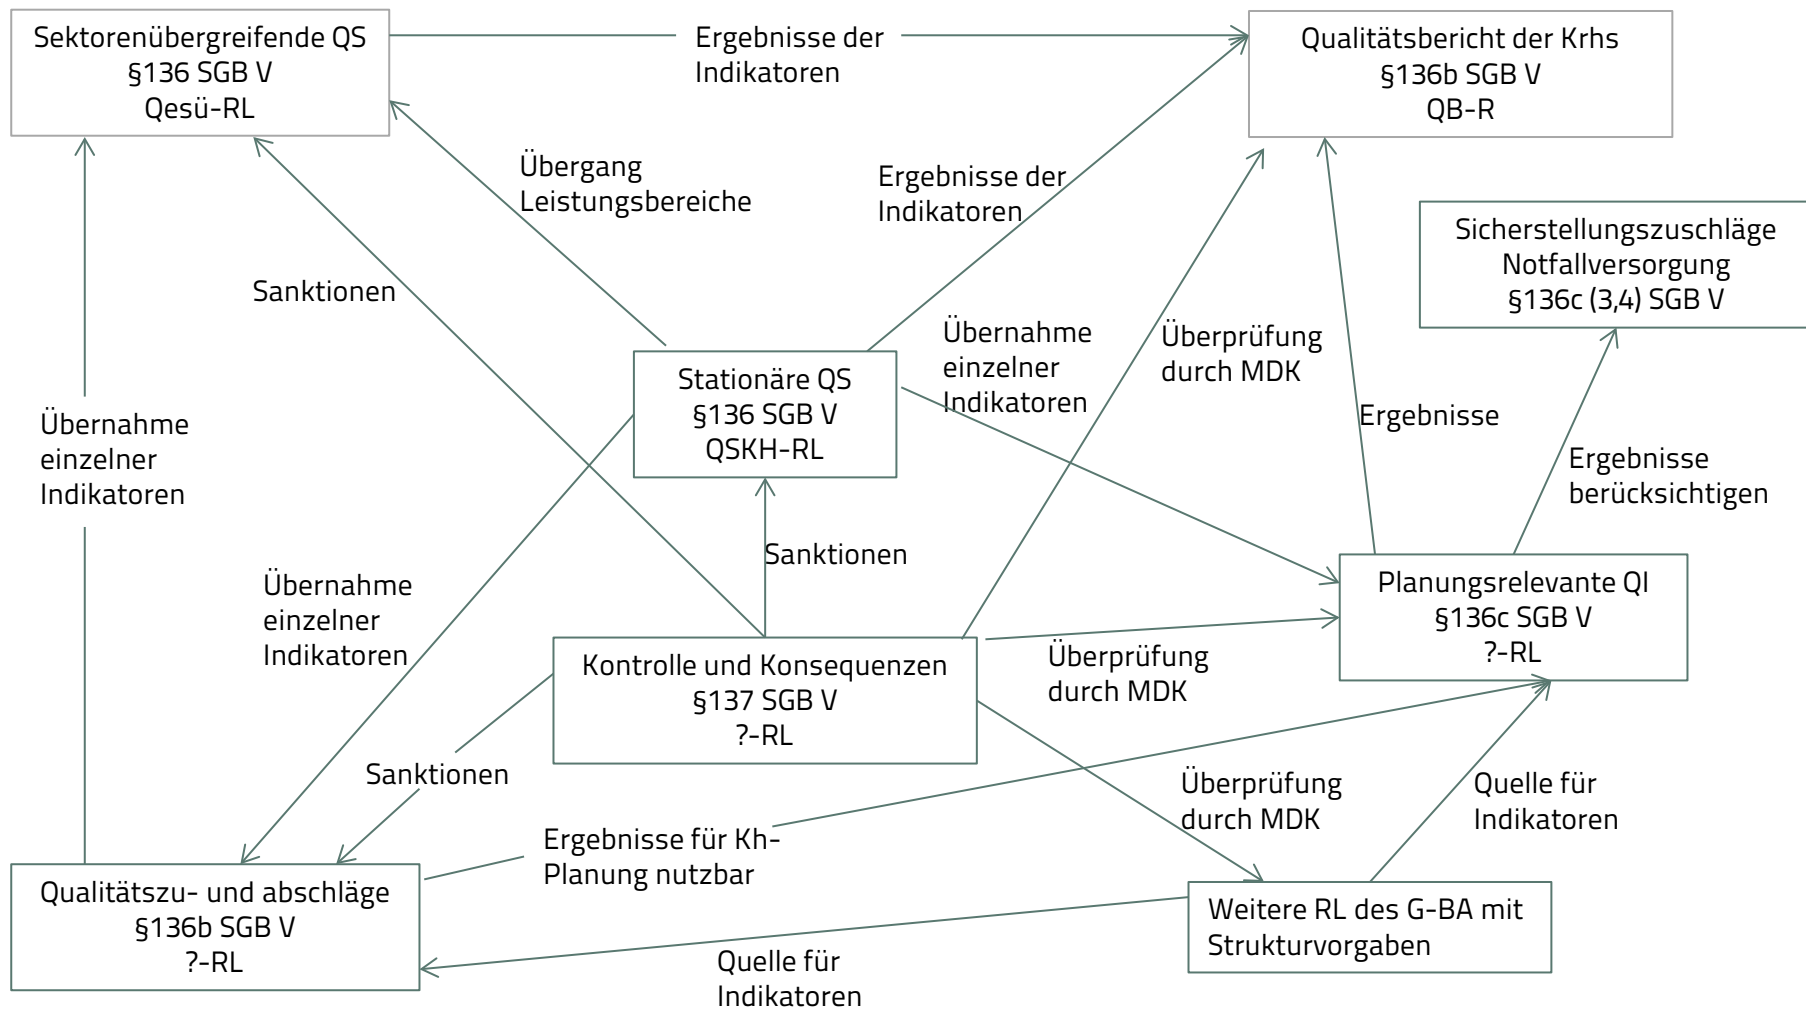 Sektorenübergreifende QS
§136 SGB V
Qesü-RL
Ergebnisse der
Indikatoren
Qualitätsbericht der Krhs
§136b SGB V
QB-R
Übergang
Leistungsbereiche
Ergebnisse der
Indikatoren
Sicherstellungszuschläge
Notfallversorgung
§136c (3,4) SGB V
Sanktionen
Übernahme
einzelner
Indikatoren
Überprüfung
durch MDK
Stationäre QS
§136 SGB V
QSKH-RL
Ergebnisse
Übernahme
einzelner
Indikatoren
Ergebnisse
berücksichtigen
Sanktionen
Übernahme
einzelner
Indikatoren
Planungsrelevante QI
§136c SGB V
?-RL
Kontrolle und Konsequenzen
§137 SGB V
?-RL
Überprüfung
durch MDK
Sanktionen
Überprüfung
durch MDK
Quelle für
Indikatoren
Ergebnisse für Kh-
Planung nutzbar
Qualitätszu- und abschläge
§136b SGB V
?-RL
Weitere RL des G-BA mit
Strukturvorgaben
Quelle für
Indikatoren